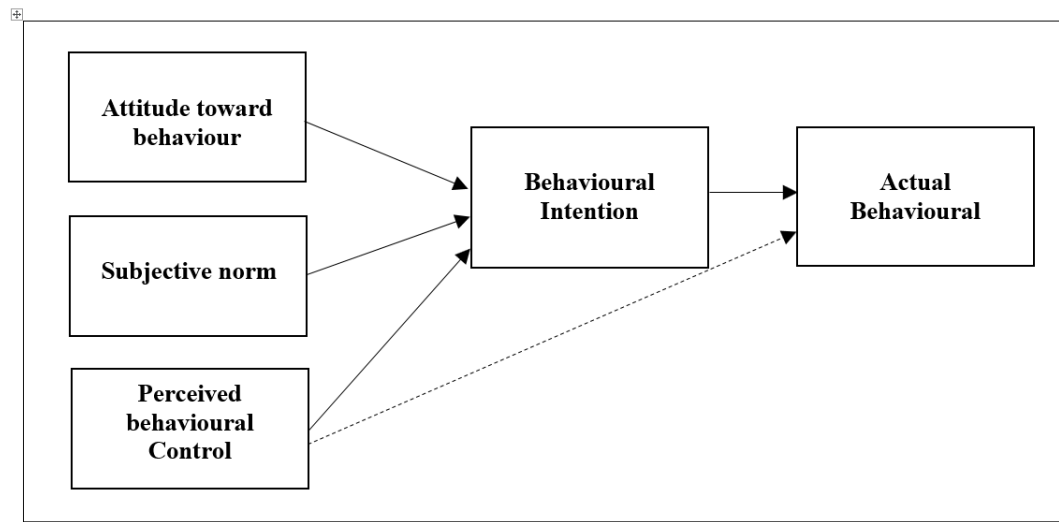 Attitude toward
behaviour
Subjective norm
Perceived
behavioural
Control
Behavioural
Intention
Actual
Behavioural